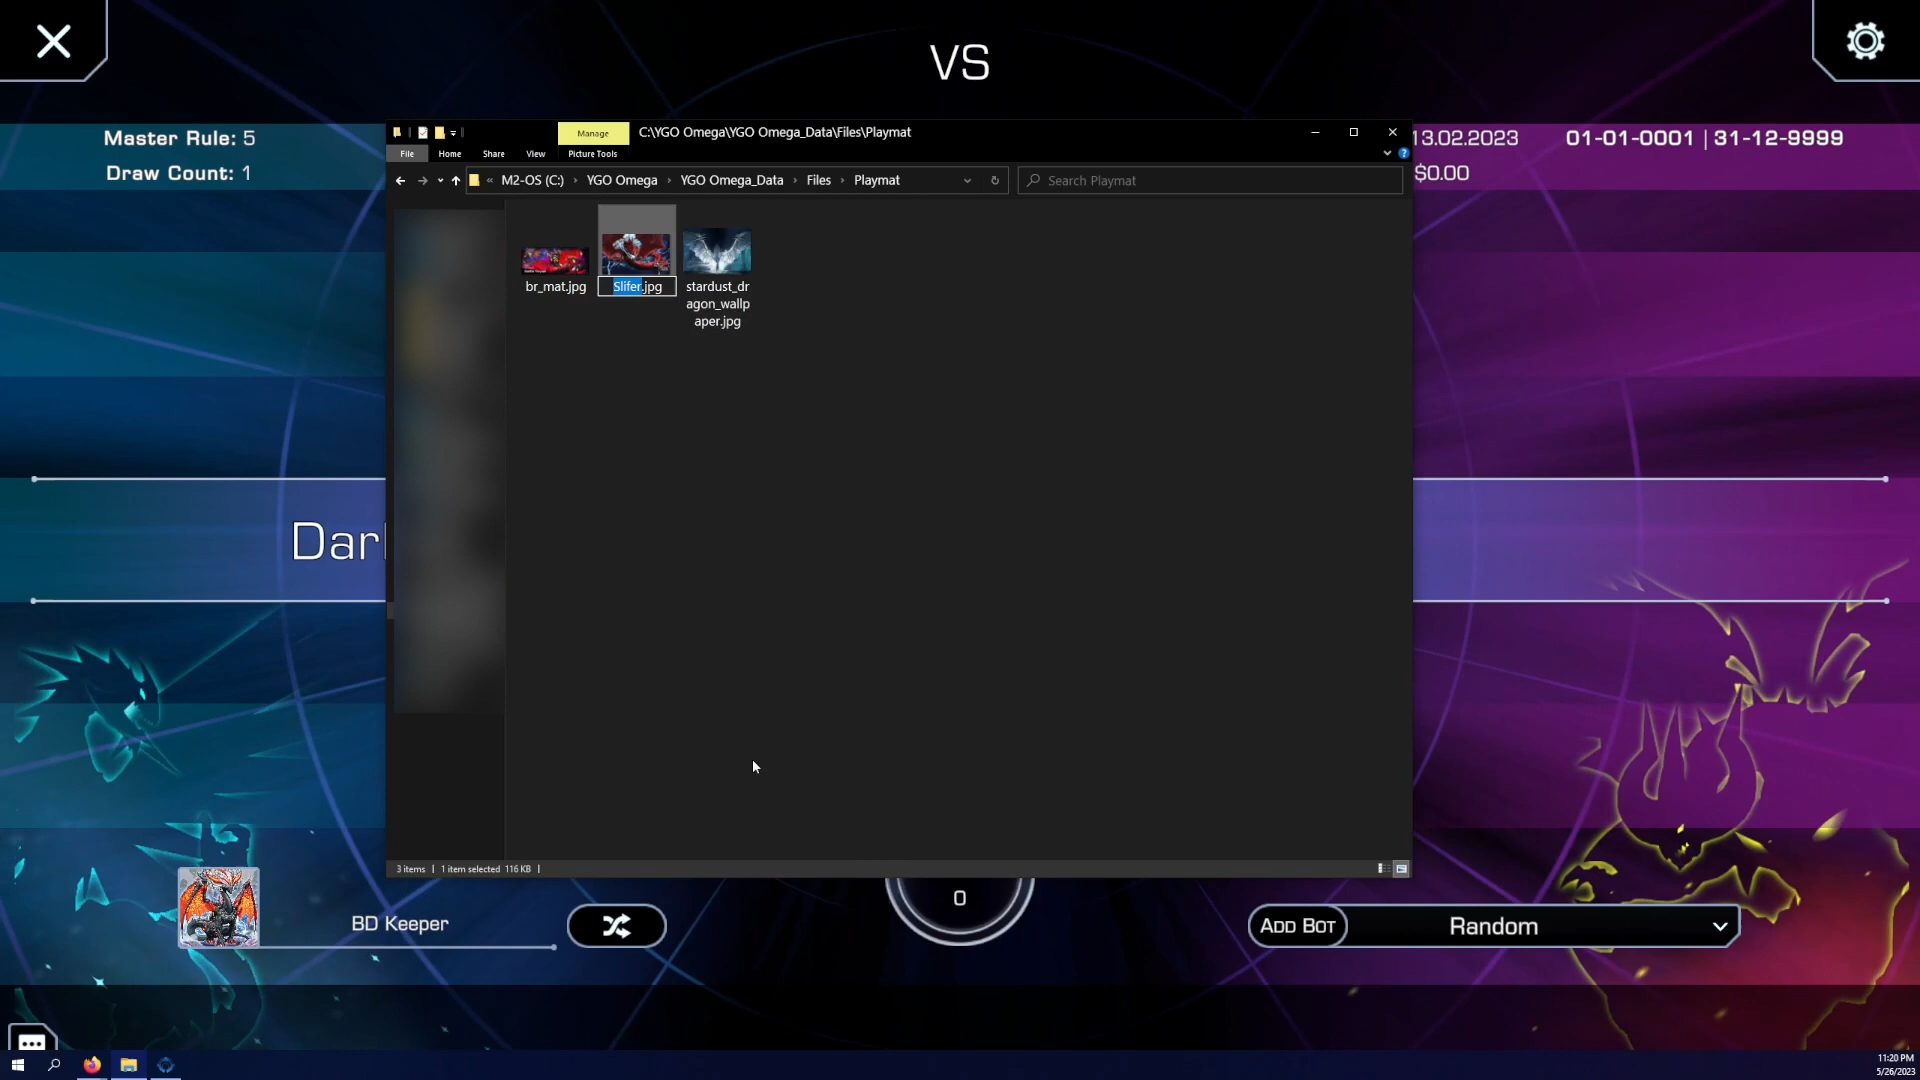 VS
Master Rule: 5
Draw Count: 1
13.02.2023
01-01-0001 | 31-12-9999
$0.00
Manage
C:\YGO Omega\YGO Omega_Data\Files\Playmat
File
Home
Share
View
Picture Tools
« M2-OS (C:) › YGO Omega › YGO Omega_Data › Files › Playmat
Search Playmat
br_mat.jpg
Slifer.jpg
stardust_dr
agon_wallp
aper.jpg
Dar
3 items
1 item selected 116 KB
BD Keeper
0
Add Bot
Random
11:20 PM
5/26/2023